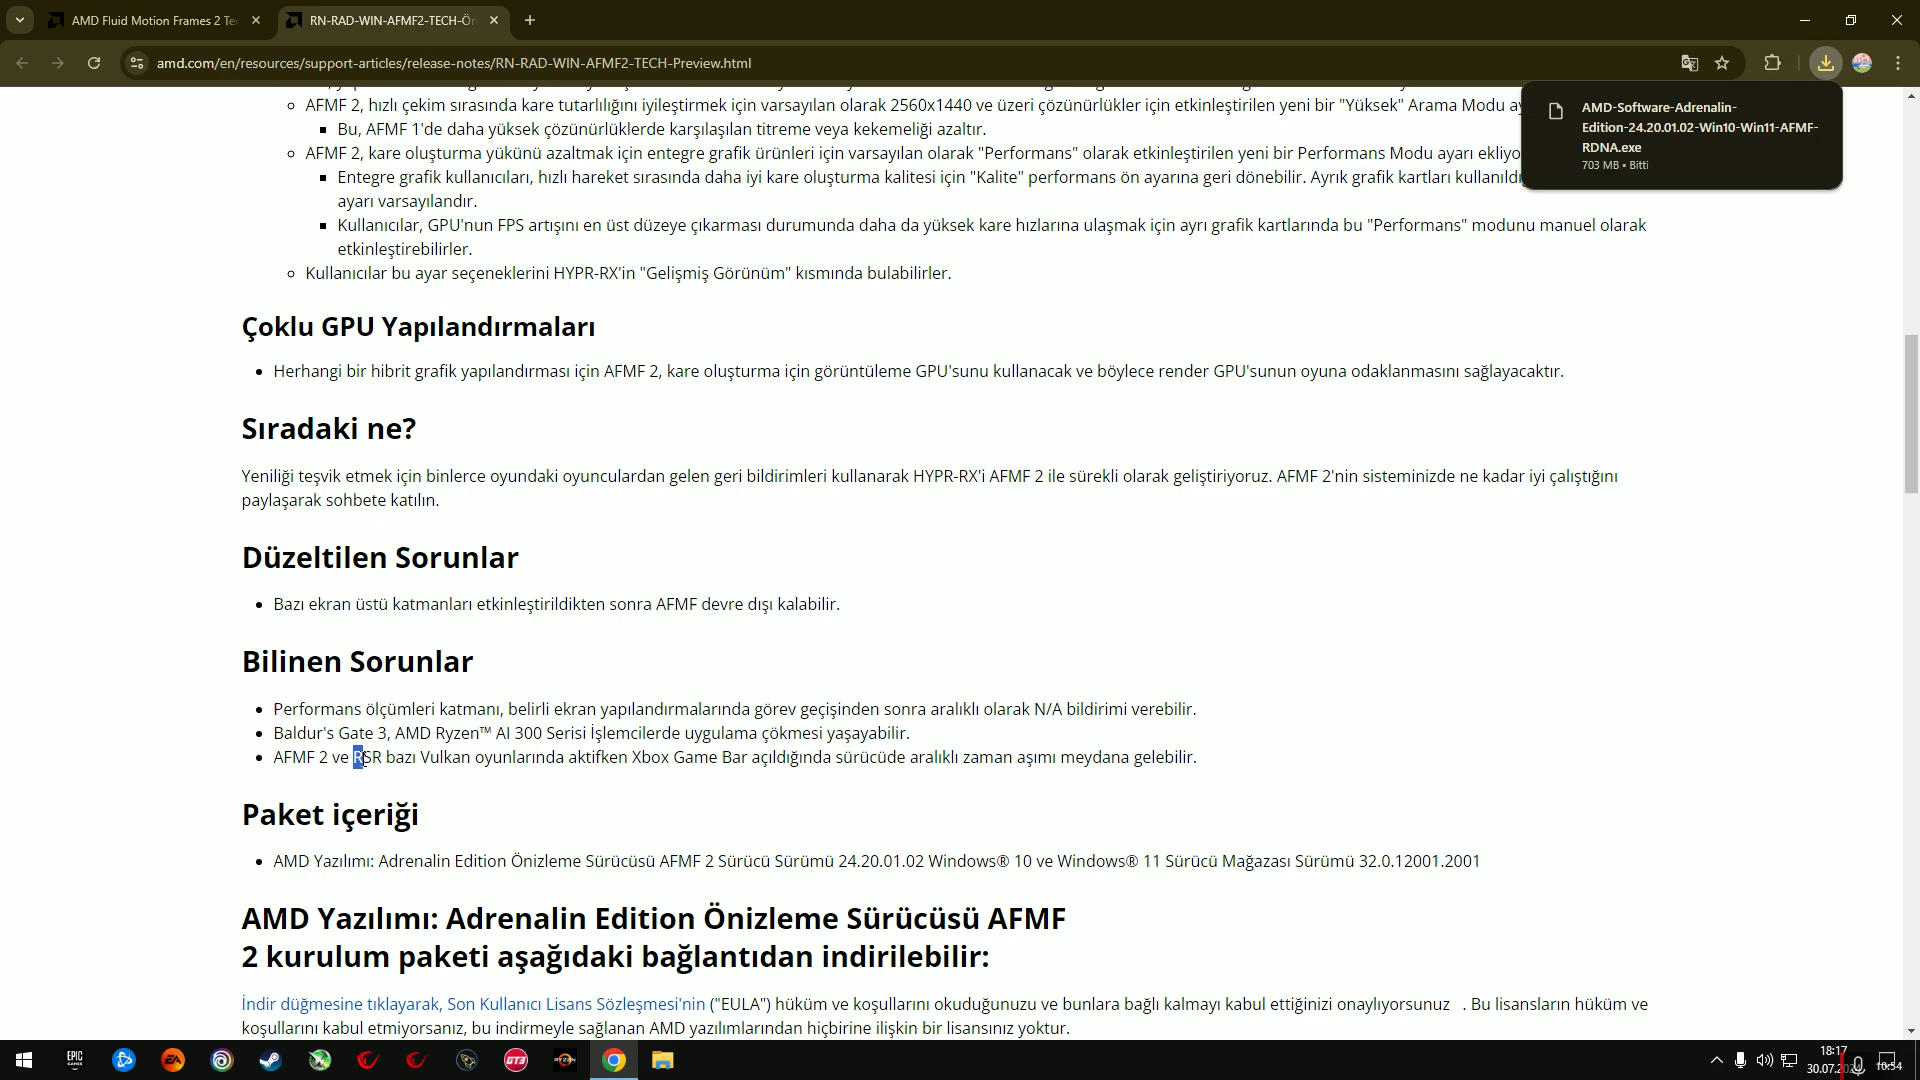 AMD Fluid Motion Frames 2 Te
RN-RAD-WIN-AFMF2-TECH-Ön
amd.com/en/resources/support-articles/release-notes/RN-RAD-WIN-AFMF2-TECH-Preview.html
AMD-Software-Adrenalin-
Edition-24.20.01.02-Win10-Win11-AFMF-
RDNA.exe
703 MB • Bitti
AFMF 2, hızlı çekim sırasında kare tutarlılığını iyileştirmek için varsayılan olarak 2560x1440 ve üzeri çözünürlükler için etkinleştirilen yeni bir "Yüksek" Arama Modu ay
Bu, AFMF 1'de daha yüksek çözünürlüklerde karşılaşılan titreme veya kekemeliği azaltır.
AFMF 2, kare oluşturma yükünü azaltmak için entegre grafik ürünleri için varsayılan olarak "Performans" olarak etkinleştirilen yeni bir Performans Modu ayarı ekliyo
Entegre grafik kullanıcıları, hızlı hareket sırasında daha iyi kare oluşturma kalitesi için "Kalite" performans ön ayarına geri dönebilir. Ayrık grafik kartları kullanıldı
ayarı varsayılandır.
Kullanıcılar, GPU'nun FPS artışını en üst düzeye çıkarması durumunda daha da yüksek kare hızlarına ulaşmak için ayrı grafik kartlarında bu "Performans" modunu manuel olarak
etkinleştirebilirler.
Kullanıcılar bu ayar seçeneklerini HYPR-RX'in "Gelişmiş Görünüm" kısmında bulabilirler.
Çoklu GPU Yapılandırmaları
Herhangi bir hibrit grafik yapılandırması için AFMF 2, kare oluşturma için görüntüleme GPU'sunu kullanacak ve böylece render GPU'sunun oyuna odaklanmasını sağlayacaktır.
Sıradaki ne?
Yeniliği teşvik etmek için binlerce oyundaki oyunculardan gelen geri bildirimleri kullanarak HYPR-RX'i AFMF 2 ile sürekli olarak geliştiriyoruz. AFMF 2'nin sisteminizde ne kadar iyi çalıştığını
paylaşarak sohbete katılın.
Düzeltilen Sorunlar
Bazı ekran üstü katmanları etkinleştirildikten sonra AFMF devre dışı kalabilir.
Bilinen Sorunlar
Performans ölçümleri katmanı, belirli ekran yapılandırmalarında görev geçişinden sonra aralıklı olarak N/A bildirimi verebilir.
Baldur's Gate 3, AMD Ryzen™ AI 300 Serisi İşlemcilerde uygulama çökmesi yaşayabilir.
AFMF 2 ve RSR bazı Vulkan oyunlarında aktifken Xbox Game Bar açıldığında sürücüde aralıklı zaman aşımı meydana gelebilir.
Paket içeriği
AMD Yazılımı: Adrenalin Edition Önizleme Sürücüsü AFMF 2 Sürücü Sürümü 24.20.01.02 Windows® 10 ve Windows® 11 Sürücü Mağazası Sürümü 32.0.12001.2001
AMD Yazılımı: Adrenalin Edition Önizleme Sürücüsü AFMF
2 kurulum paketi aşağıdaki bağlantıdan indirilebilir:
İndir düğmesine tıklayarak, Son Kullanıcı Lisans Sözleşmesi'nin ("EULA") hüküm ve koşullarını okuduğunuzu ve bunlara bağlı kalmayı kabul ettiğinizi onaylıyorsunuz . Bu lisansların hüküm ve
koşullarını kabul etmiyorsanız, bu indirmeyle sağlanan AMD yazılımlarından hiçbirine ilişkin bir lisansınız yoktur.
EPIC
GAMES
EA
GT3
RYZEN
18:17
30.07.20
10:54